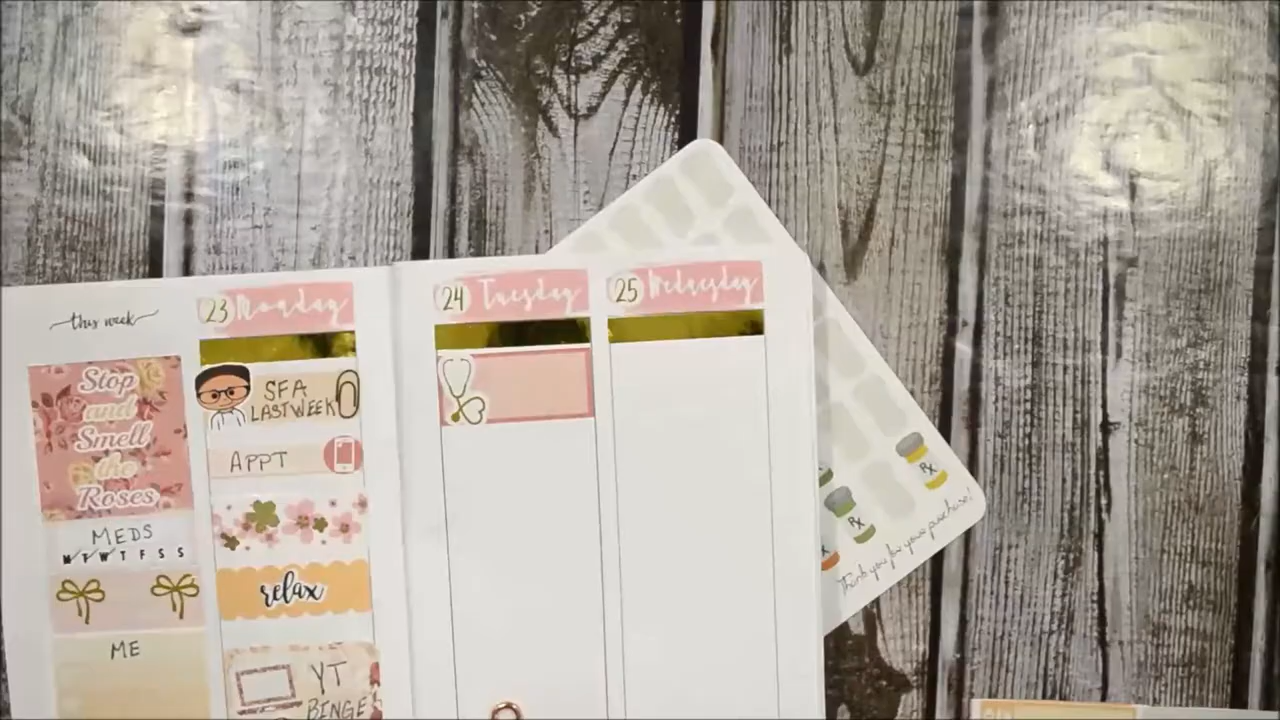 this week
Stop
and
Smell
the
Roses
MEDS
M T W T F S S
ME
23 Monday
SFA
LAST WEEK
APPT
relax
YT
BINGE
24 Tuesday
25 Wednesday
Rx
Rx
Thank you for your purchase!